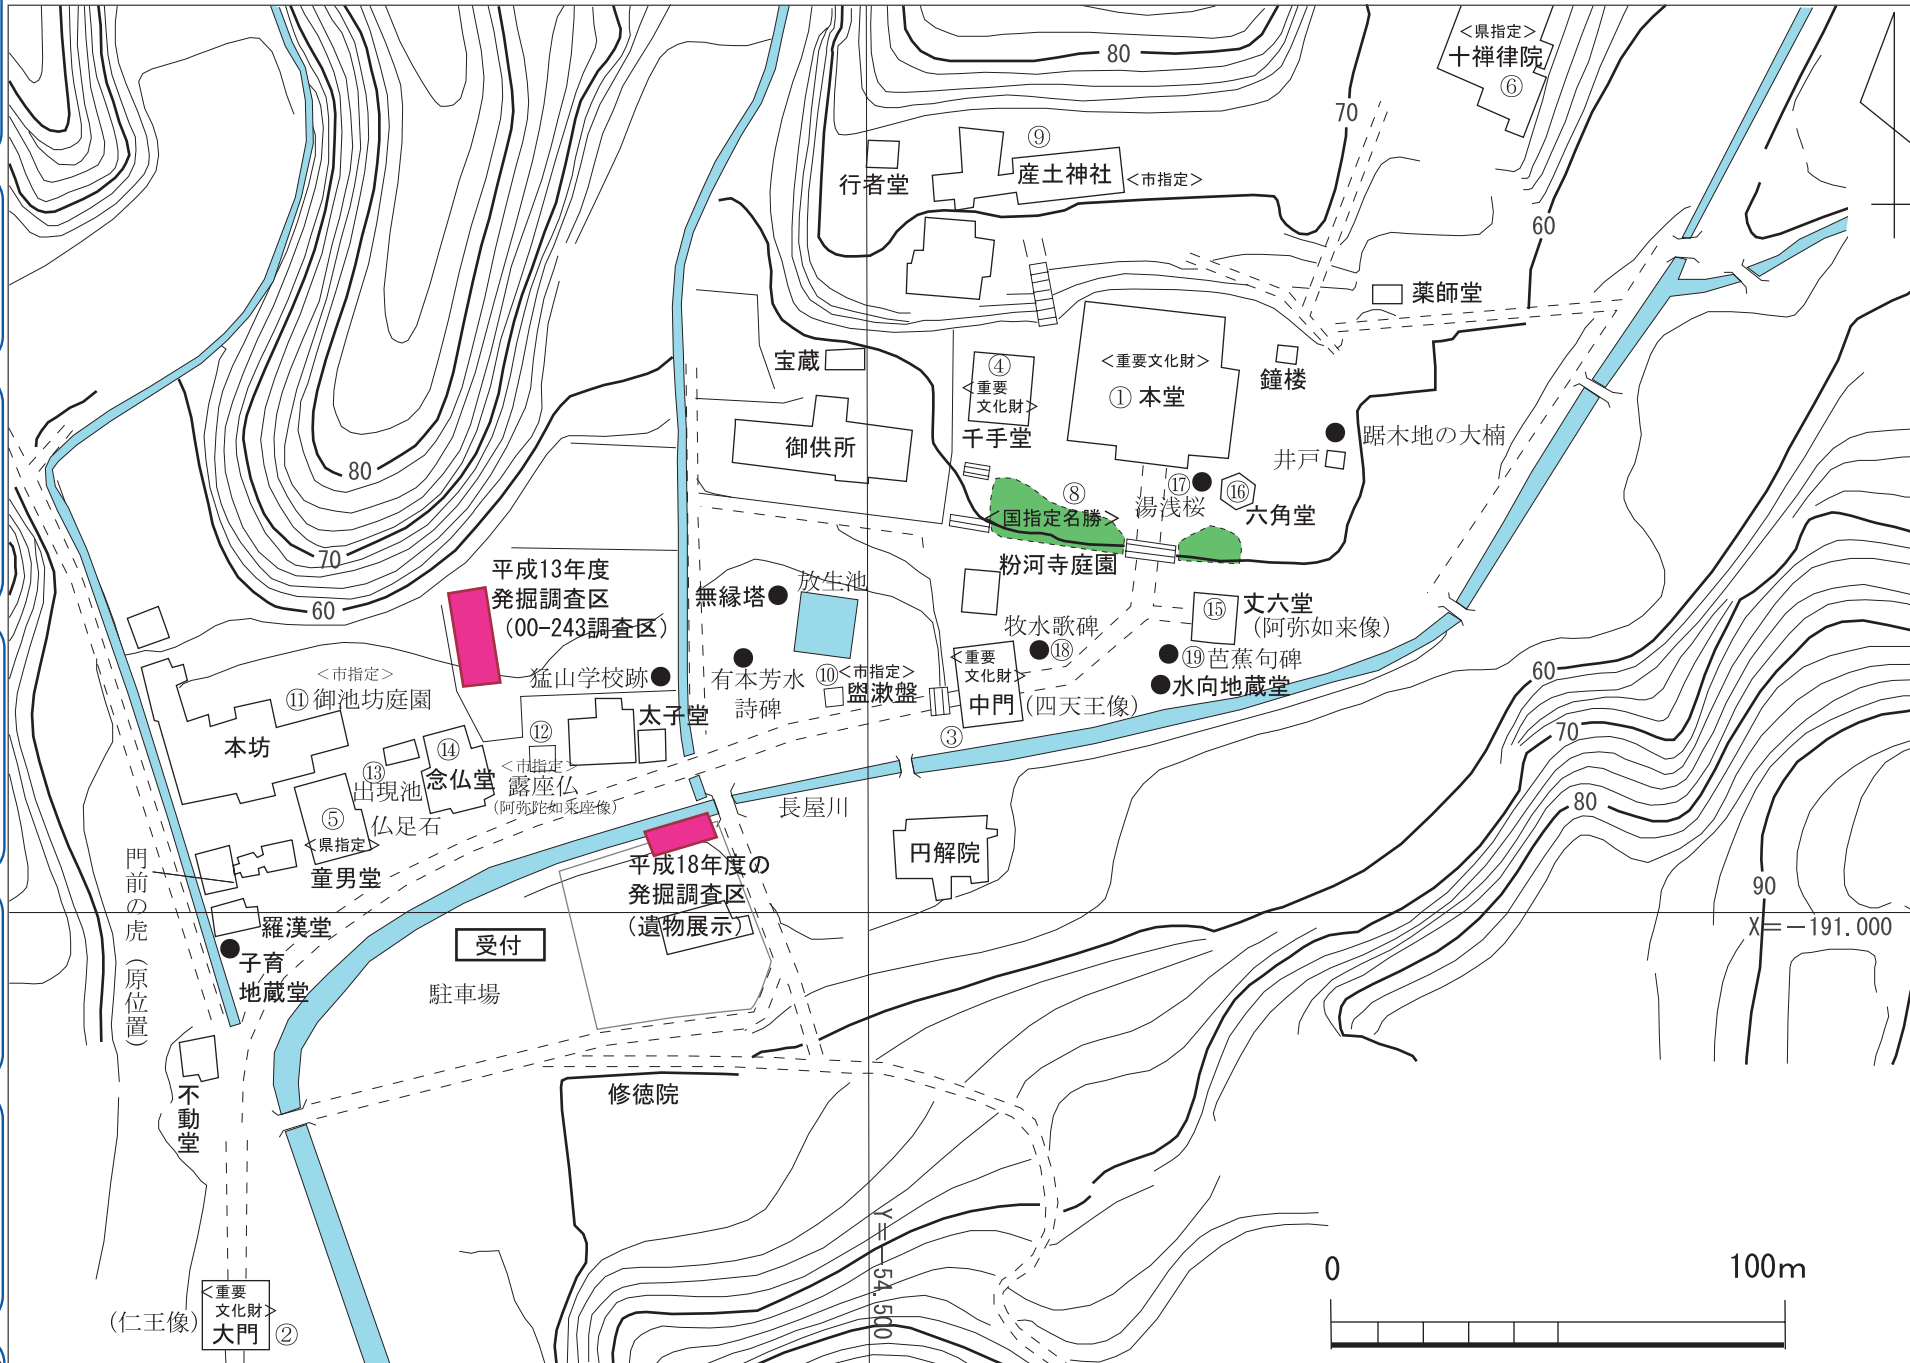 80
＜県指定＞
十禅律院
⑥
70
⑨
産土神社
＜市指定＞
行者堂
60
薬師堂
宝蔵
④
＜重要
文化財＞
千手堂
＜重要文化財＞
① 本堂
鐘楼
踞木地の大楠
井戸
御供所
80
⑧
＜国指定名勝＞
粉河寺庭園
⑰
湯浅桜
⑯
六角堂
70
60
平成13年度
発掘調査区
（00-243調査区）
無縁塔
放生池
⑮
丈六堂
（阿弥如来像）
牧水歌碑
⑱
⑲芭蕉句碑
水向地蔵堂
60
＜市指定＞
⑪御池坊庭園
猛山学校跡
有本芳水
詩碑
⑩＜市指定＞
盥漱盤
＜重要
文化財＞
中門
（四天王像）
③
太子堂
⑫
＜市指定＞
露座仏
（阿弥陀如来座像）
本坊
⑭
念仏堂
⑬
出現池
仏足石
⑤
＜県指定＞
童男堂
70
80
90
長屋川
円解院
平成18年度の
発掘調査区
（遺物展示）
X＝－191.000
門前の虎（原位置）
羅漢堂
子育
地蔵堂
受付
駐車場
不動堂
修徳院
Y＝－54.500
（仁王像）
＜重要
文化財＞
大門
②
0
100m